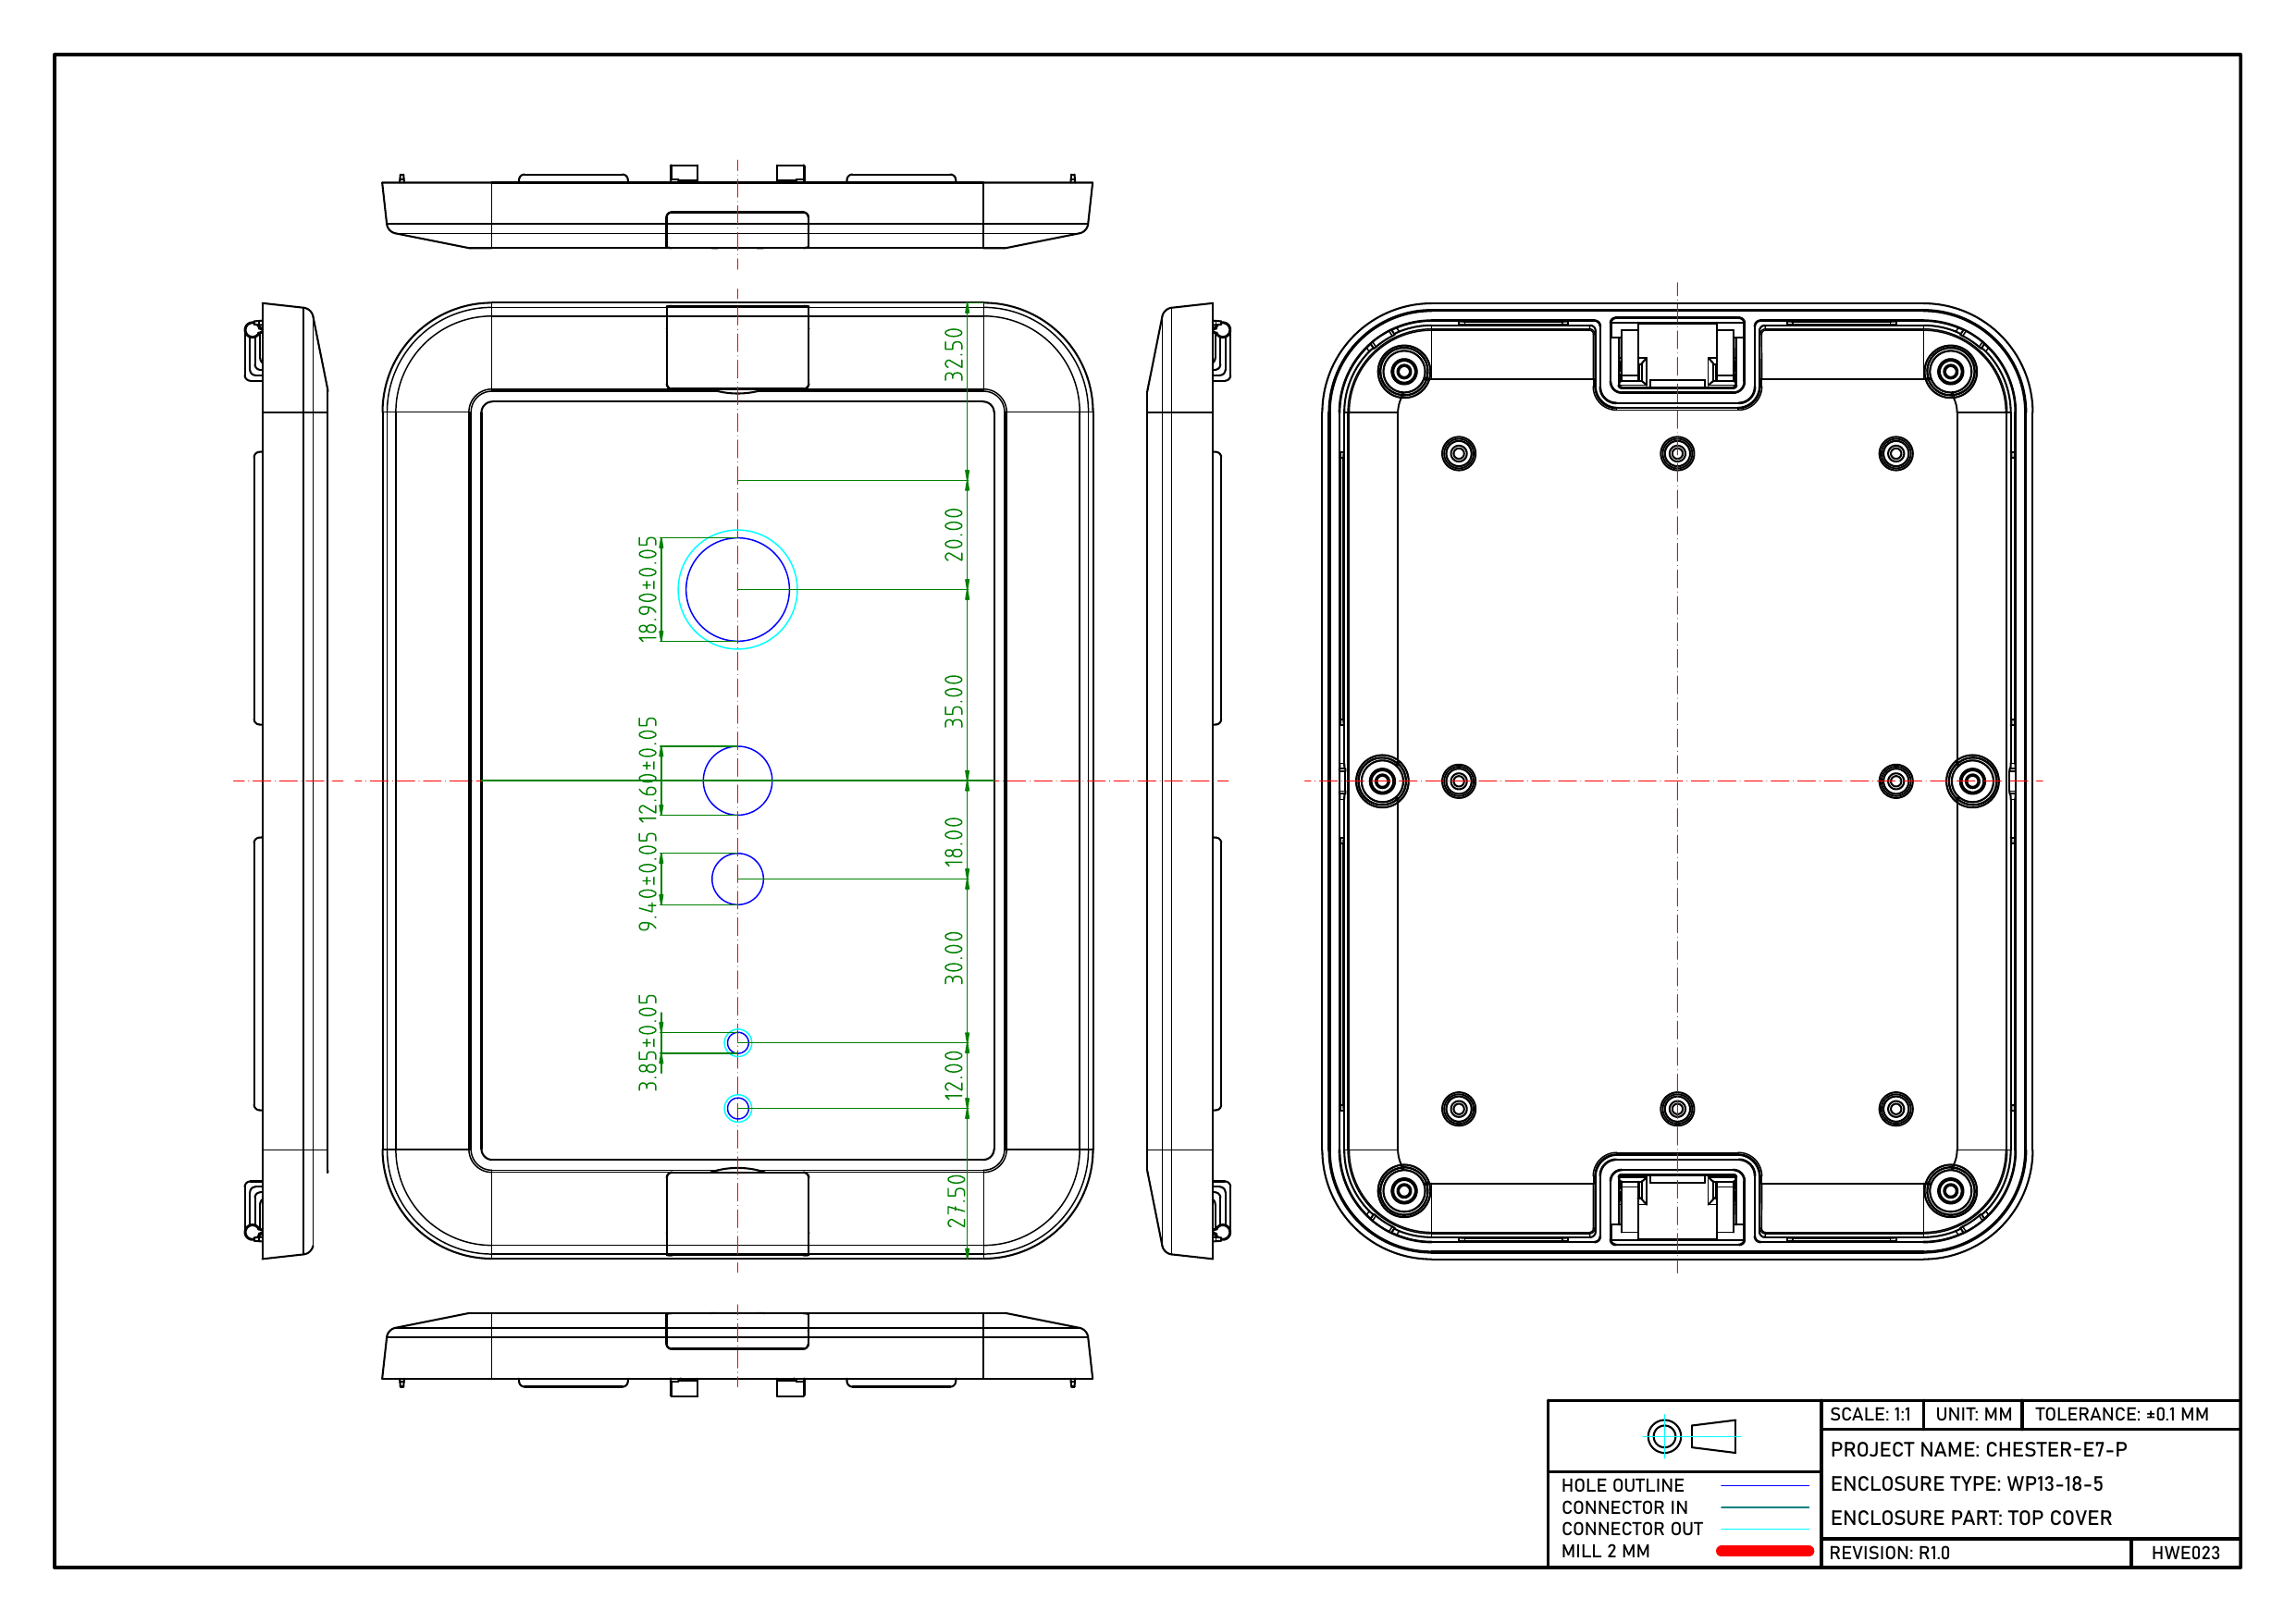 32.50
20.00
18.90±0.05
35.00
12.60±0.05
18.00
9.40±0.05
30.00
3.85±0.05
12.00
27.50
SCALE: 1:1 UNIT: MM TOLERANCE: ±0.1 MM
PROJECT NAME: CHESTER-E7-P
ENCLOSURE TYPE: WP13-18-5
ENCLOSURE PART: TOP COVER
REVISION: R1.0 HWE023
HOLE OUTLINE
CONNECTOR IN
CONNECTOR OUT
MILL 2 MM